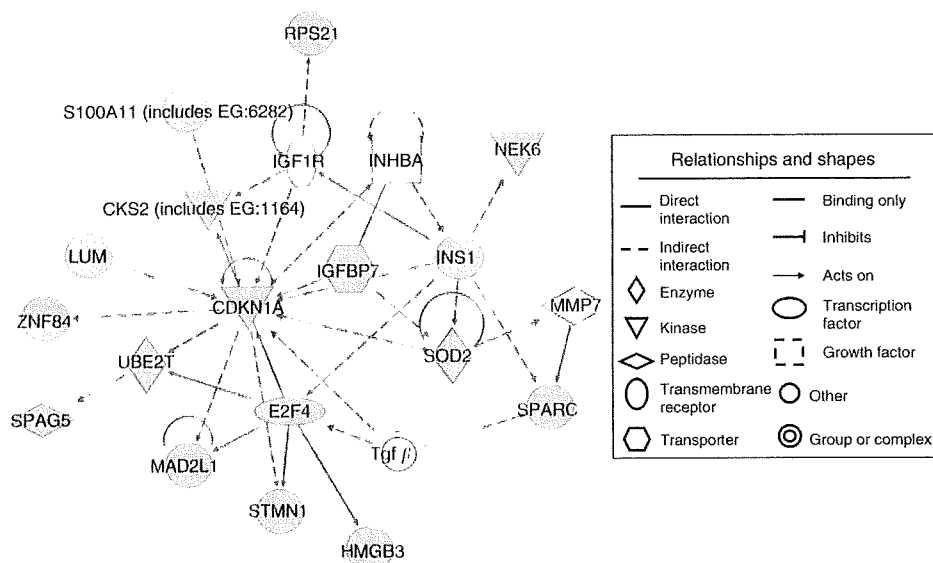 RPS21
S100A11 (includes EG:6282)
IGF1R
INHBA
NEK6
CKS2 (includes EG:1164)
LUM
IGFBP7
INS1
CDKN1A
MMP7
ZNF84
UBE2T
SOD2
SPAG5
E2F4
SPARC
MAD2L1
Tgf β
STMN1
HMGB3
Relationships and shapes
Direct interaction
Binding only
Indirect interaction
Inhibits
Acts on
Enzyme
Transcription factor
Kinase
Growth factor
Peptidase
Transmembrane receptor
Other
Transporter
Group or complex